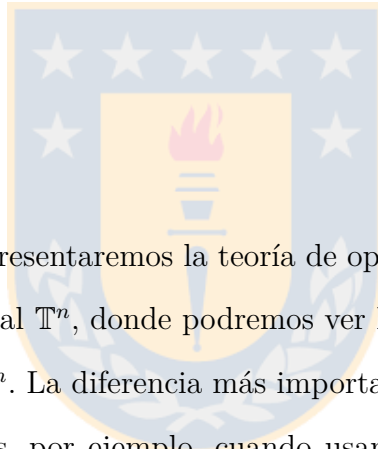 resentaremos la teoría de op
al 𝕋ⁿ, donde podremos ver
ⁿ. La diferencia más importa
s, por ejemplo, cuando usar